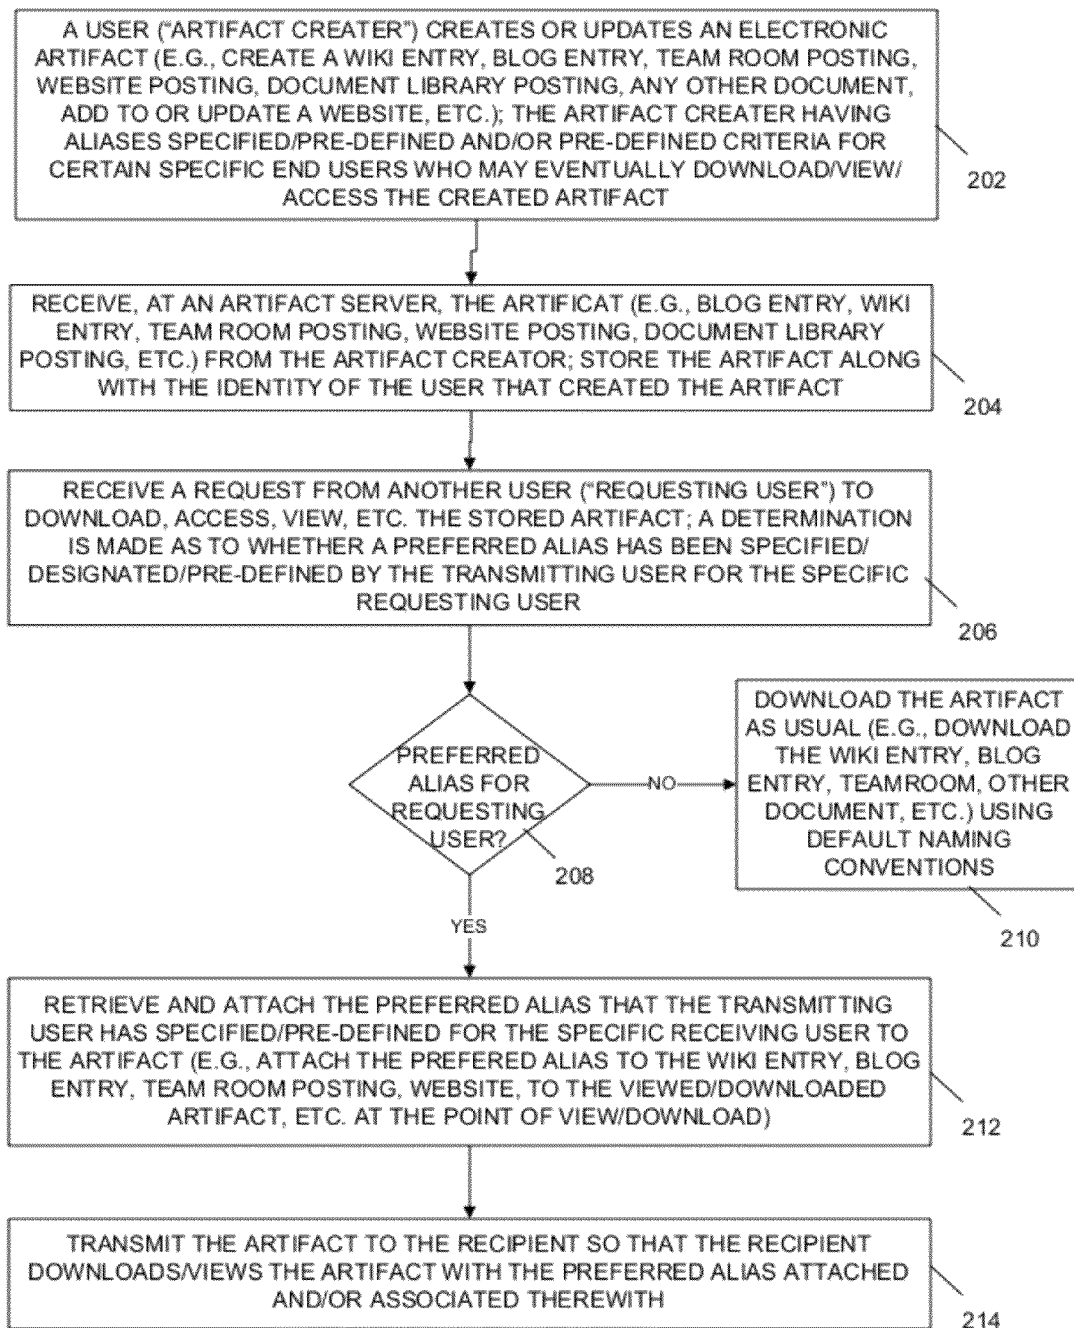 A USER (“ARTIFACT CREATER”) CREATES OR UPDATES AN ELECTRONIC
ARTIFACT (E.G., CREATE A WIKI ENTRY, BLOG ENTRY, TEAM ROOM POSTING,
WEBSITE POSTING, DOCUMENT LIBRARY POSTING, ANY OTHER DOCUMENT,
ADD TO OR UPDATE A WEBSITE, ETC.); THE ARTIFACT CREATER HAVING
ALIASES SPECIFIED/PRE-DEFINED AND/OR PRE-DEFINED CRITERIA FOR
CERTAIN SPECIFIC END USERS WHO MAY EVENTUALLY DOWNLOAD/VIEW/
ACCESS THE CREATED ARTIFACT
202
RECEIVE, AT AN ARTIFACT SERVER, THE ARTIFICAT (E.G., BLOG ENTRY, WIKI
ENTRY, TEAM ROOM POSTING, WEBSITE POSTING, DOCUMENT LIBRARY
POSTING, ETC.) FROM THE ARTIFACT CREATOR; STORE THE ARTIFACT ALONG
WITH THE IDENTITY OF THE USER THAT CREATED THE ARTIFACT
204
RECEIVE A REQUEST FROM ANOTHER USER (“REQUESTING USER”) TO
DOWNLOAD, ACCESS, VIEW, ETC. THE STORED ARTIFACT; A DETERMINATION
IS MADE AS TO WHETHER A PREFERRED ALIAS HAS BEEN SPECIFIED/
DESIGNATED/PRE-DEFINED BY THE TRANSMITTING USER FOR THE SPECIFIC
REQUESTING USER
206
PREFERRED
ALIAS FOR
REQUESTING
USER?
208
NO
DOWNLOAD THE ARTIFACT
AS USUAL (E.G., DOWNLOAD
THE WIKI ENTRY, BLOG
ENTRY, TEAMROOM, OTHER
DOCUMENT, ETC.) USING
DEFAULT NAMING
CONVENTIONS
210
YES
RETRIEVE AND ATTACH THE PREFERRED ALIAS THAT THE TRANSMITTING
USER HAS SPECIFIED/PRE-DEFINED FOR THE SPECIFIC RECEIVING USER TO
THE ARTIFACT (E.G., ATTACH THE PREFERED ALIAS TO THE WIKI ENTRY, BLOG
ENTRY, TEAM ROOM POSTING, WEBSITE, TO THE VIEWED/DOWNLOADED
ARTIFACT, ETC. AT THE POINT OF VIEW/DOWNLOAD)
212
TRANSMIT THE ARTIFACT TO THE RECIPIENT SO THAT THE RECIPIENT
DOWNLOADS/VIEWS THE ARTIFACT WITH THE PREFERRED ALIAS ATTACHED
AND/OR ASSOCIATED THEREWITH
214